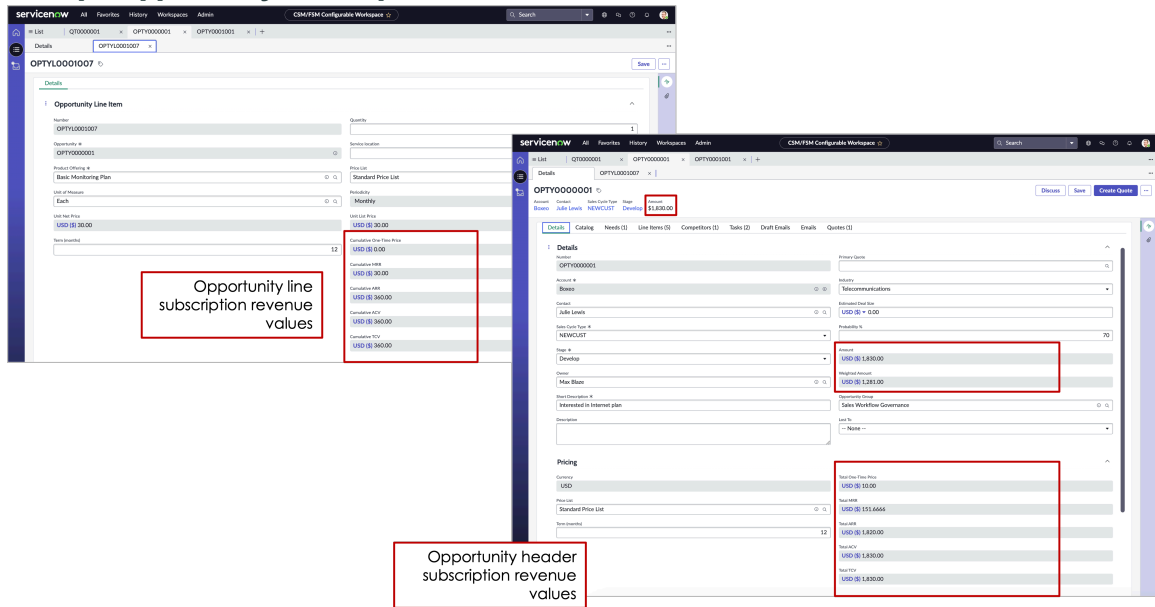 servicenow All Favorites History Workspaces Admin CSM/FSM Configurable Workspace ☆ Search
List QT0000001 × OPTY0000001 × OPTY0001001 × +
Details OPTYL0001007 ×
OPTYL0001007 Save
Details
Opportunity Line Item
Number
OPTYL0001007
Quantity
1
Opportunity
OPTY0000001
Service location
Product Offering
Basic Monitoring Plan
Price List
Standard Price List
Unit of Measure
Each
Periodicity
Monthly
Unit Net Price
USD ($) 30.00
Unit List Price
USD ($) 30.00
Term (months)
12
Cumulative One-Time Price
USD ($) 0.00
Cumulative MRR
USD ($) 30.00
Cumulative ARR
USD ($) 360.00
Cumulative ACV
USD ($) 360.00
Cumulative TCV
USD ($) 360.00
Opportunity line
subscription revenue
values
servicenow All Favorites History Workspaces Admin CSM/FSM Configurable Workspace ☆ Search
List QT0000001 × OPTY0000001 × OPTY0001001 × +
Details OPTYL0001007 ×
OPTY0000001 Discuss Save Create Quote
Account Contact Sales Cycle Type Stage Amount
Boxeo Julie Lewis NEWCUST Develop $1,830.00
Details Catalog Needs (1) Line Items (5) Competitors (1) Tasks (2) Draft Emails Emails Quotes (1)
Details
Number
OPTY0000001
Primary Quote
Account
Boxeo
Industry
Telecommunications
Contact
Julie Lewis
Estimated Deal Size
USD ($) 0.00
Sales Cycle Type
NEWCUST
Probability %
70
Stage
Develop
Amount
USD ($) 1,830.00
Owner
Max Blaze
Weighted Amount
USD ($) 1,281.00
Short Description
Interested in Internet plan
Opportunity Group
Sales Workflow Governance
Description
Lost To
-- None --
Pricing
Currency
USD
Total One-Time Price
USD ($) 10.00
Price List
Standard Price List
Total MRR
USD ($) 151.6666
Term (months)
12
Total ARR
USD ($) 1,820.00
Total ACV
USD ($) 1,830.00
Total TCV
USD ($) 1,830.00
Opportunity header
subscription revenue
values